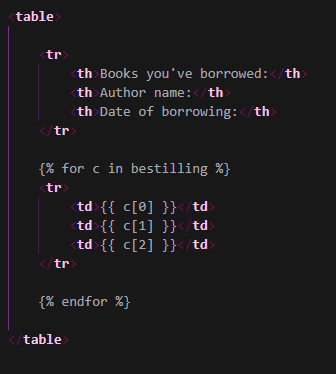 <table>
<tr>
<th>Books you've borrowed:</th>
<th>Author name:</th>
<th>Date of borrowing:</th>
</tr>
{% for c in bestilling %}
<tr>
<td>{{ c[0] }}</td>
<td>{{ c[1] }}</td>
<td>{{ c[2] }}</td>
</tr>
{% endfor %}
</table>